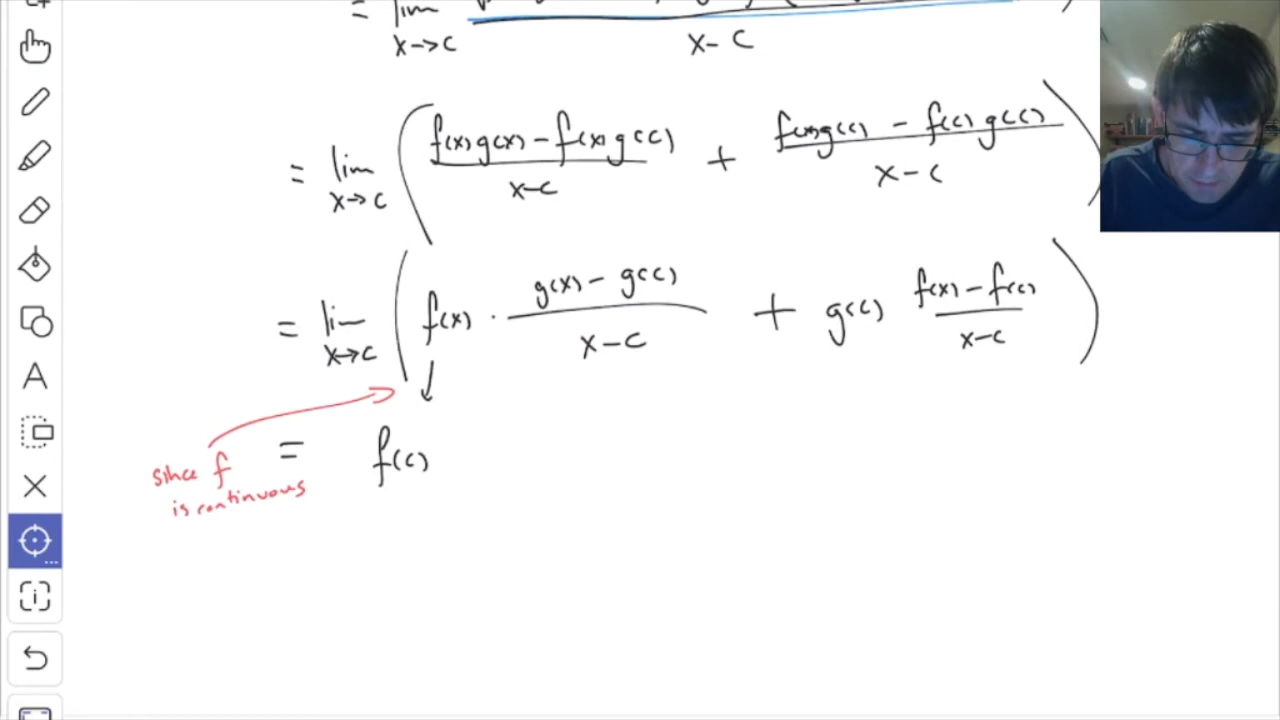 = lim
x→c
x-c
= lim x→c ( (f(x)g(x) - f(x)g(c))/(x-c) + (f(x)g(c) - f(c)g(c))/(x-c) )
= lim x→c ( f(x) · (g(x) - g(c))/(x-c) + g(c) (f(x) - f(c))/(x-c) )
↓
= f(c)
since f
is continuous
A